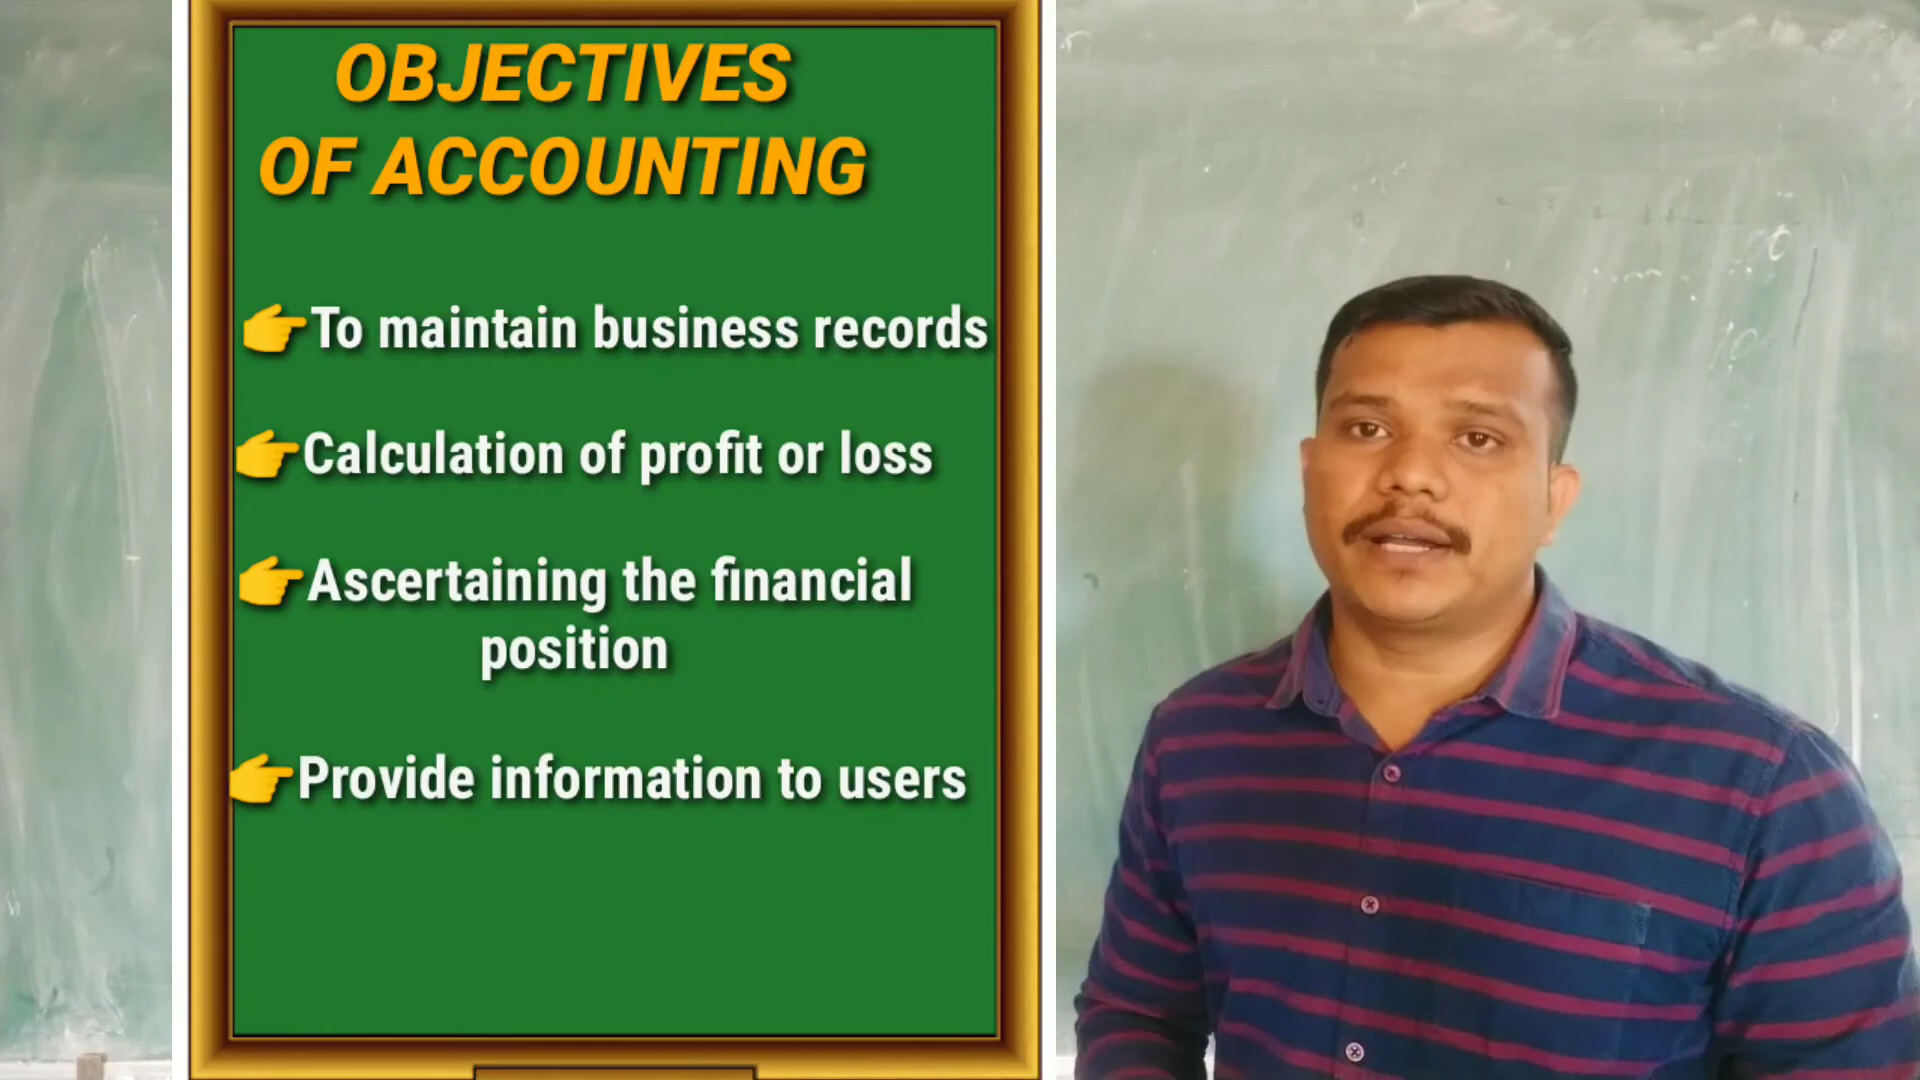 OBJECTIVES
OF ACCOUNTING
👉To maintain business records
👉Calculation of profit or loss
👉Ascertaining the financial
position
👉Provide information to users